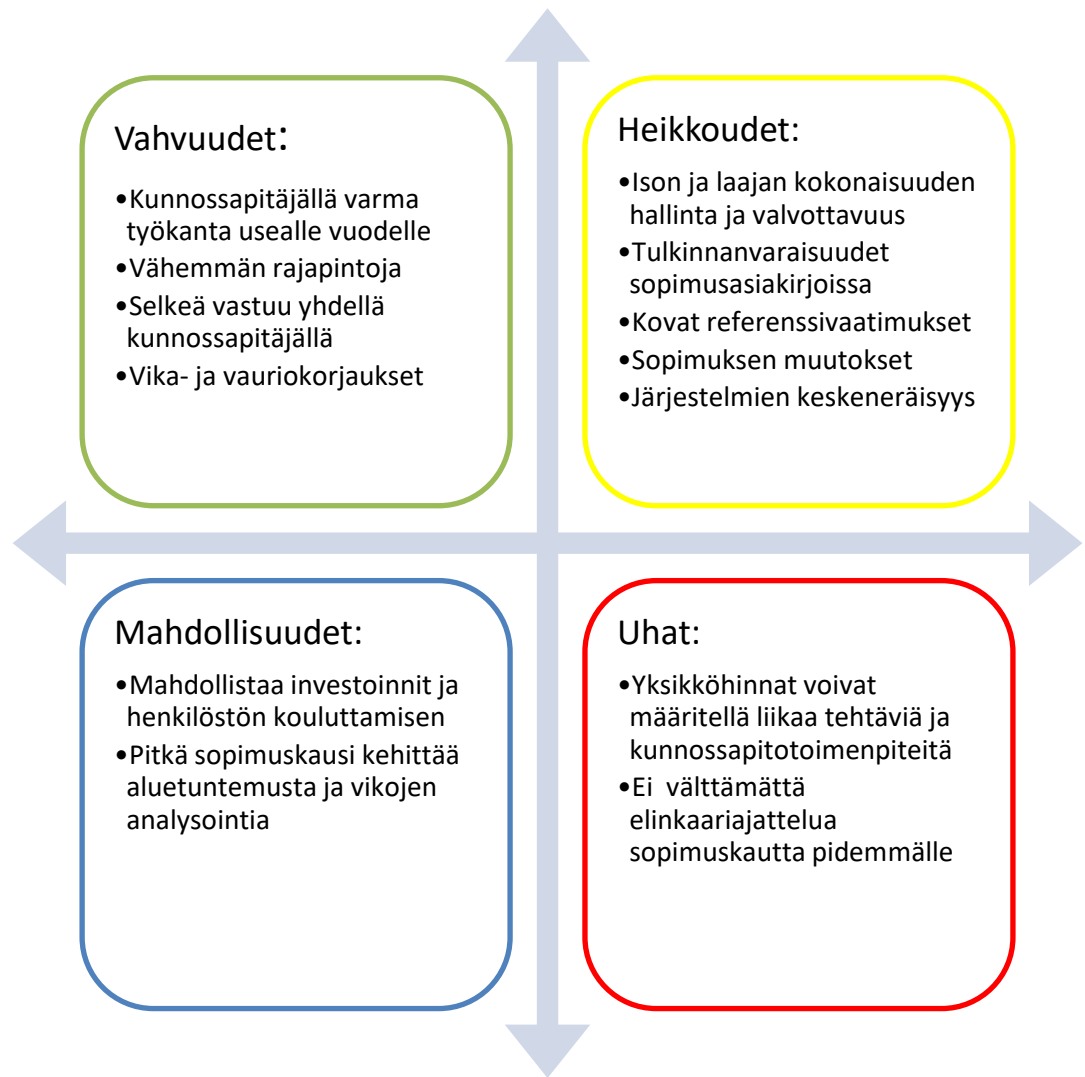 Vahvuudet:
•Kunnossapitäjällä varma
työkanta usealle vuodelle
•Vähemmän rajapintoja
•Selkeä vastuu yhdellä
kunnossapitäjällä
•Vika- ja vauriokorjaukset
Heikkoudet:
•Ison ja laajan kokonaisuuden
hallinta ja valvottavuus
•Tulkinnanvaraisuudet
sopimusasiakirjoissa
•Kovat referenssivaatimukset
•Sopimuksen muutokset
•Järjestelmien keskeneräisyys
Mahdollisuudet:
•Mahdollistaa investoinnit ja
henkilöstön kouluttamisen
•Pitkä sopimuskausi kehittää
aluetuntemusta ja vikojen
analysointia
Uhat:
•Yksikköhinnat voivat
määritellä liikaa tehtäviä ja
kunnossapitotoimenpiteitä
•Ei välttämättä
elinkaariajattelua
sopimuskautta pidemmälle